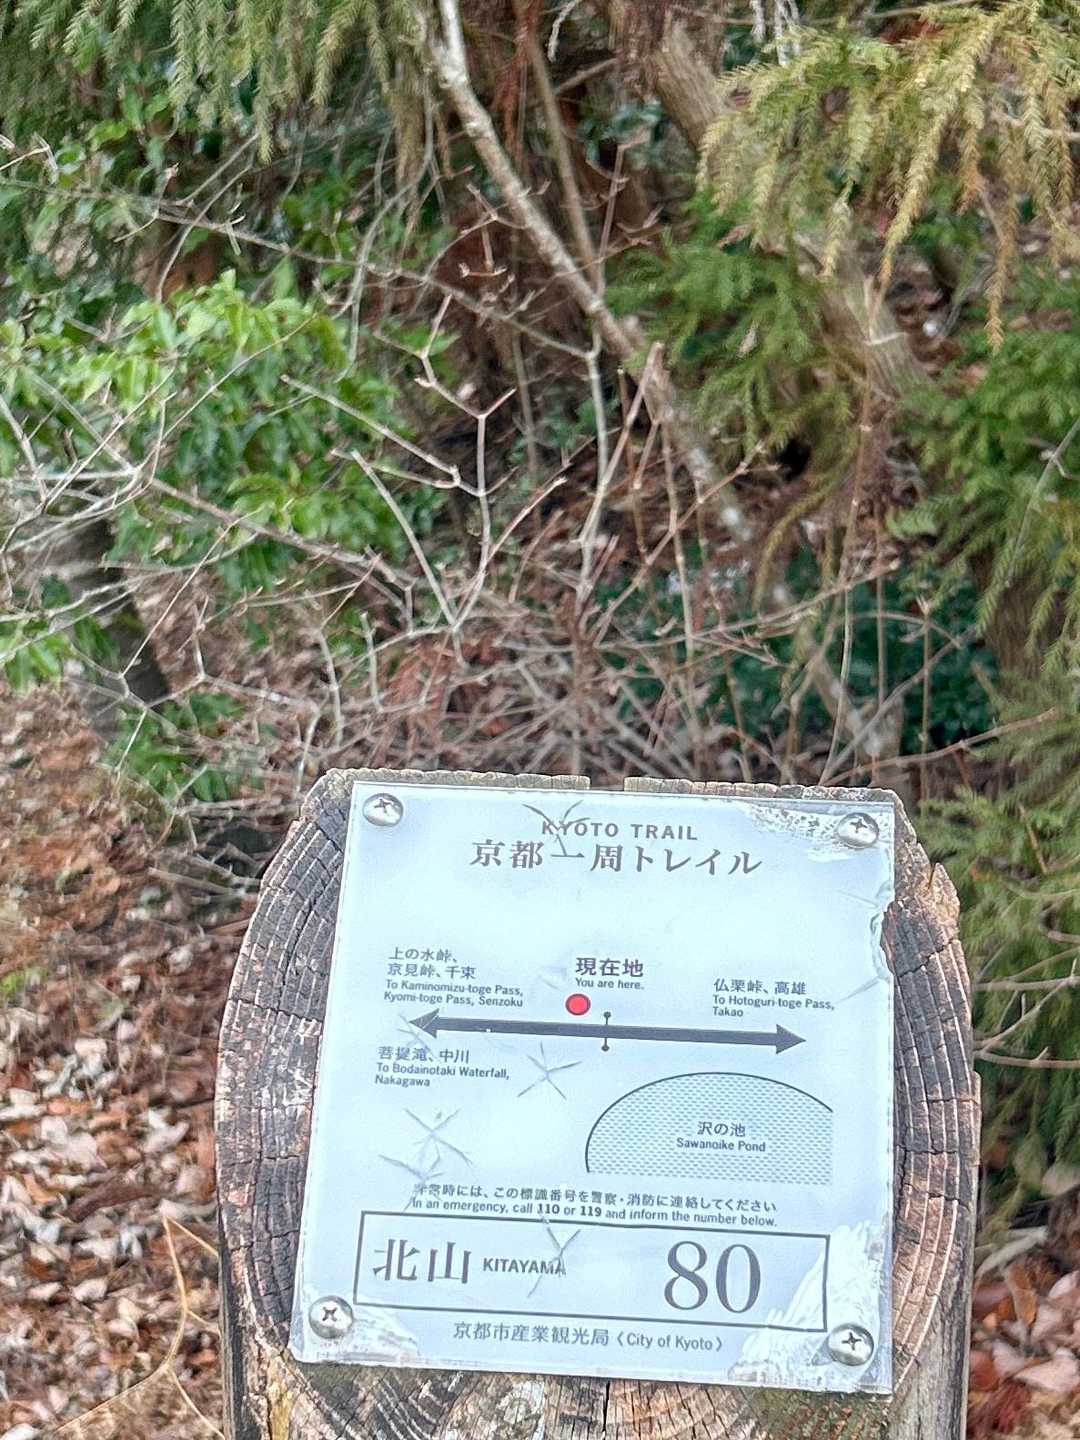 KYOTO TRAIL
京都一周トレイル
上の水峠、
京見峠、千束
To Kaminomizu-toge Pass,
Kyomi-toge Pass, Senzoku
現在地
You are here.
仏栗峠、高雄
To Hotoguri-toge Pass,
Takao
菩提滝、中川
To Bodainotaki Waterfall,
Nakagawa
沢の池
Sawanoike Pond
非常時には、この標識番号を警察・消防に連絡してください
In an emergency, call 110 or 119 and inform the number below.
北山 KITAYAMA 80
京都市産業観光局〈City of Kyoto〉